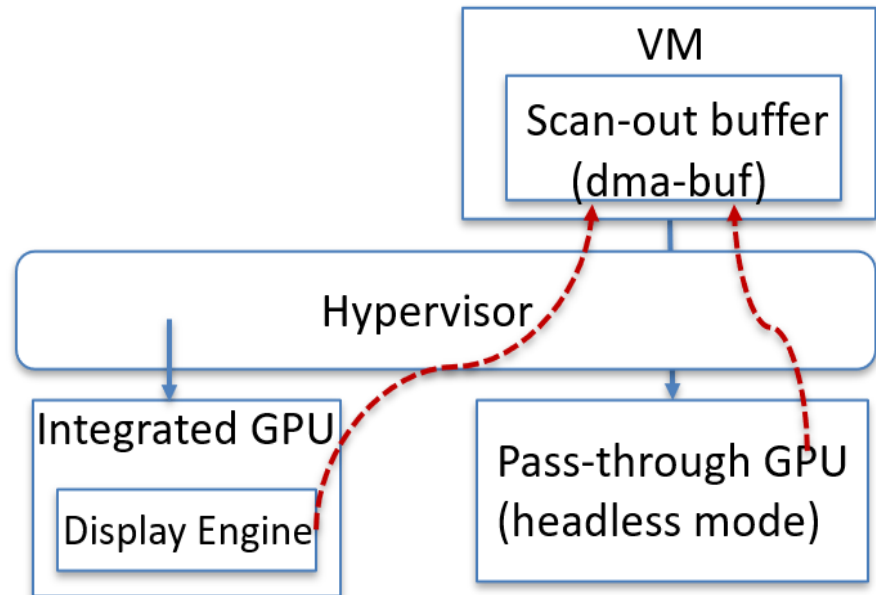 VM
Scan-out buffer
(dma-buf)
Hypervisor
Integrated GPU
Display Engine
Pass-through GPU
(headless mode)